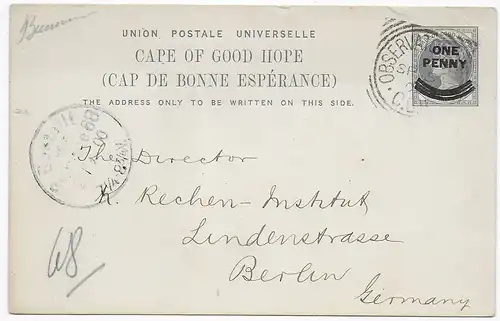 UNION POSTALE UNIVERSELLE
CAPE OF GOOD HOPE
(CAP DE BONNE ESPÉRANCE)
THE ADDRESS ONLY TO BE WRITTEN ON THIS SIDE.
ONE
PENNY
The Director
K. Rechen-Institut
Lindenstrasse
Berlin
Germany
48